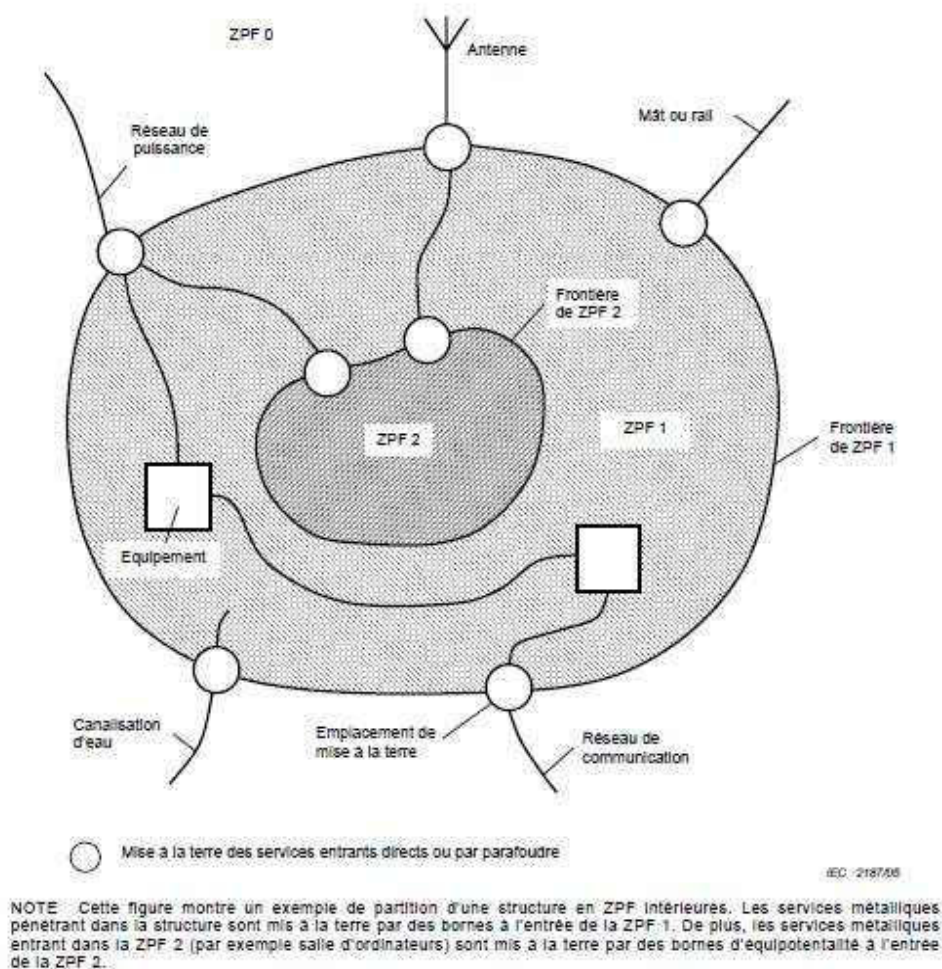 ZPF 0
Antenne
Mât ou rail
Réseau de
puissance
Frontière
de ZPF 2
ZPF 2
ZPF 1
Frontière
de ZPF 1
Equipement
Canalisation
d'eau
Emplacement de
mise à la terre
Réseau de
communication
Mise à la terre des services entrants directs ou par parafoudre
IEC 2187/05
NOTE Cette figure montre un exemple de partition d'une structure en ZPF intérieures. Les services métalliques
pénétrant dans la structure sont mis à la terre par des bornes à l'entrée de la ZPF 1. De plus, les services métalliques
entrant dans la ZPF 2 (par exemple salle d'ordinateurs) sont mis à la terre par des bornes d'équipotentalité à l'entrée
de la ZPF 2.